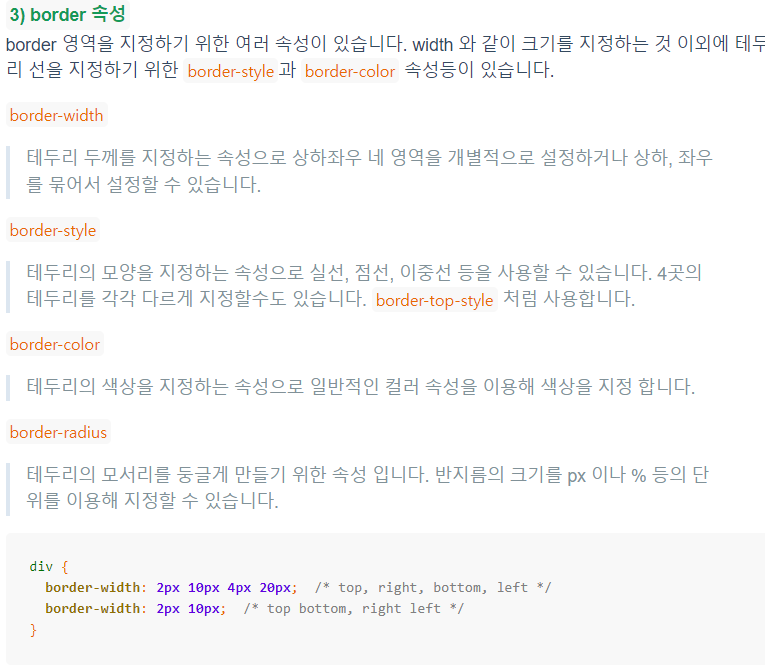 3) border 속성
border 영역을 지정하기 위한 여러 속성이 있습니다. width 와 같이 크기를 지정하는 것 이외에 테두
리 선을 지정하기 위한 border-style 과 border-color 속성등이 있습니다.
border-width
테두리 두께를 지정하는 속성으로 상하좌우 네 영역을 개별적으로 설정하거나 상하, 좌우
를 묶어서 설정할 수 있습니다.
border-style
테두리의 모양을 지정하는 속성으로 실선, 점선, 이중선 등을 사용할 수 있습니다. 4곳의
테두리를 각각 다르게 지정할수도 있습니다. border-top-style 처럼 사용합니다.
border-color
테두리의 색상을 지정하는 속성으로 일반적인 컬러 속성을 이용해 색상을 지정 합니다.
border-radius
테두리의 모서리를 둥글게 만들기 위한 속성 입니다. 반지름의 크기를 px 이나 % 등의 단
위를 이용해 지정할 수 있습니다.
div {
  border-width: 2px 10px 4px 20px;  /* top, right, bottom, left */
  border-width: 2px 10px;  /* top bottom, right left */
}